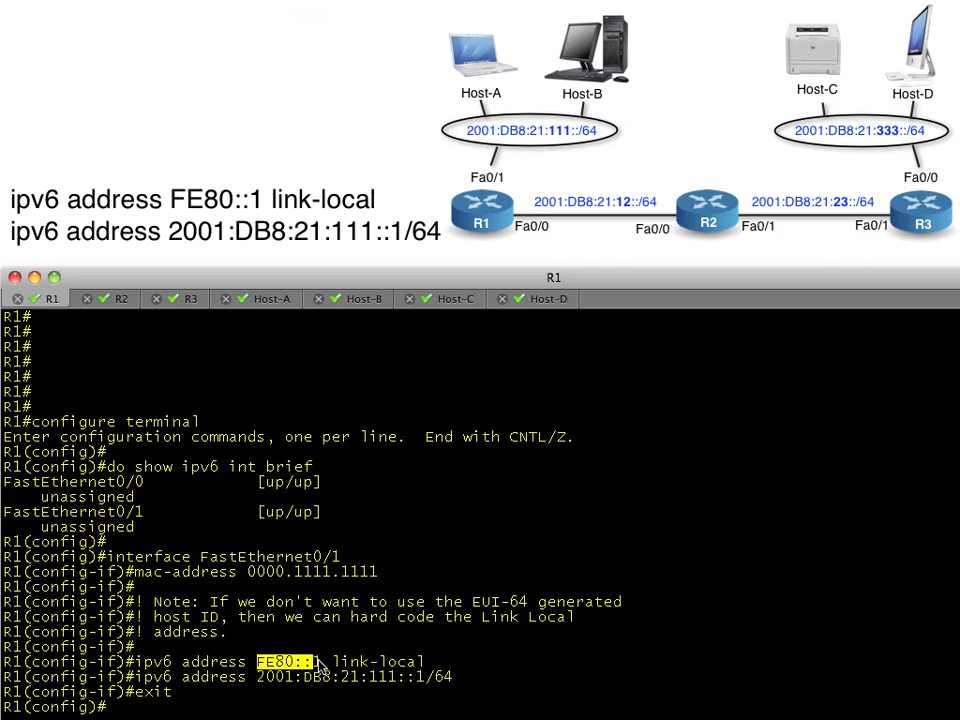 Host-A
Host-B
Host-C
Host-D
2001:DB8:21:111::/64
2001:DB8:21:333::/64
Fa0/1
Fa0/0
ipv6 address FE80::1 link-local
ipv6 address 2001:DB8:21:111::1/64
R1
2001:DB8:21:12::/64
R2
2001:DB8:21:23::/64
R3
Fa0/0
Fa0/0
Fa0/1
Fa0/1
R1
R1
R2
R3
Host-A
Host-B
Host-C
Host-D
R1#
R1#
R1#
R1#
R1#
R1#
R1#
R1#configure terminal
Enter configuration commands, one per line.  End with CNTL/Z.
R1(config)#
R1(config)#do show ipv6 int brief
FastEthernet0/0            [up/up]
    unassigned
FastEthernet0/1            [up/up]
    unassigned
R1(config)#
R1(config)#interface FastEthernet0/1
R1(config-if)#mac-address 0000.1111.1111
R1(config-if)#
R1(config-if)#! Note: If we don't want to use the EUI-64 generated
R1(config-if)#! host ID, then we can hard code the Link Local
R1(config-if)#! address.
R1(config-if)#
R1(config-if)#ipv6 address FE80::1 link-local
R1(config-if)#ipv6 address 2001:DB8:21:111::1/64
R1(config-if)#exit
R1(config)#